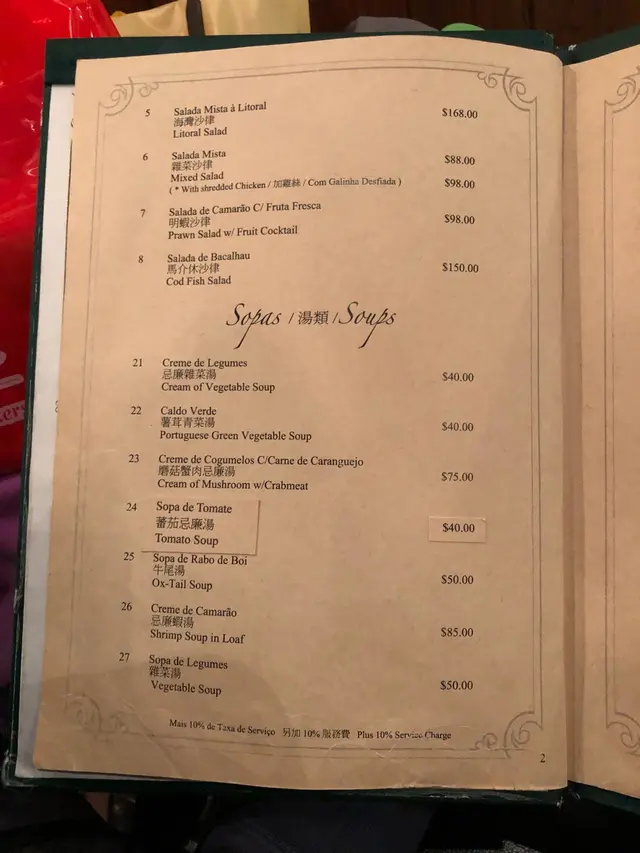 5 Salada Mista à Litoral $168.00
海灣沙律
Litoral Salad
6 Salada Mista $88.00
雜菜沙律
Mixed Salad
( * With shredded Chicken / 加雞絲 / Com Galinha Desfiada ) $98.00
7 Salada de Camarão C/ Fruta Fresca $98.00
明蝦沙律
Prawn Salad w/ Fruit Cocktail
8 Salada de Bacalhau $150.00
馬介休沙律
Cod Fish Salad
Sopas / 湯類 / Soups
21 Creme de Legumes
忌廉雜菜湯 $40.00
Cream of Vegetable Soup
22 Caldo Verde
薯茸青菜湯 $40.00
Portuguese Green Vegetable Soup
23 Creme de Cogumelos C/Carne de Caranguejo
磨菇蟹肉忌廉湯 $75.00
Cream of Mushroom w/Crabmeat
24 Sopa de Tomate
蕃茄忌廉湯 $40.00
Tomato Soup
25 Sopa de Rabo de Boi
牛尾湯 $50.00
Ox-Tail Soup
26 Creme de Camarão
忌廉蝦湯 $85.00
Shrimp Soup in Loaf
27 Sopa de Legumes
雜菜湯 $50.00
Vegetable Soup
Mais 10% de Taxa de Serviço 另加 10% 服務費 Plus 10% Service Charge
2